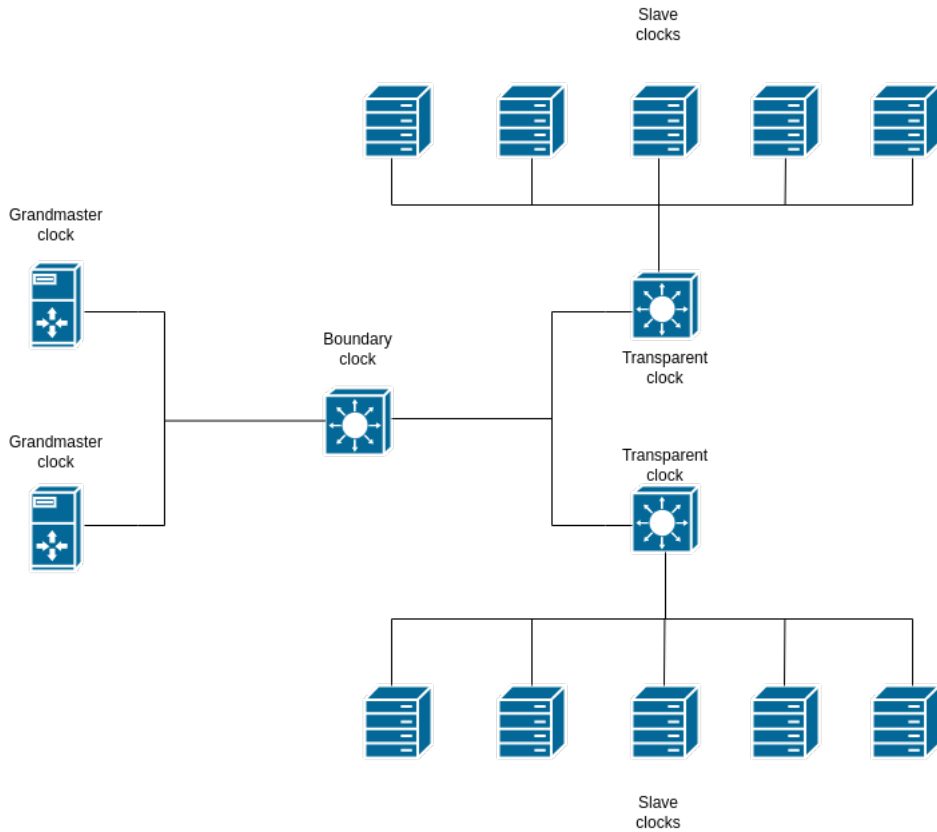 Slave
clocks
Grandmaster
clock
Boundary
clock
Transparent
clock
Grandmaster
clock
Transparent
clock
Slave
clocks